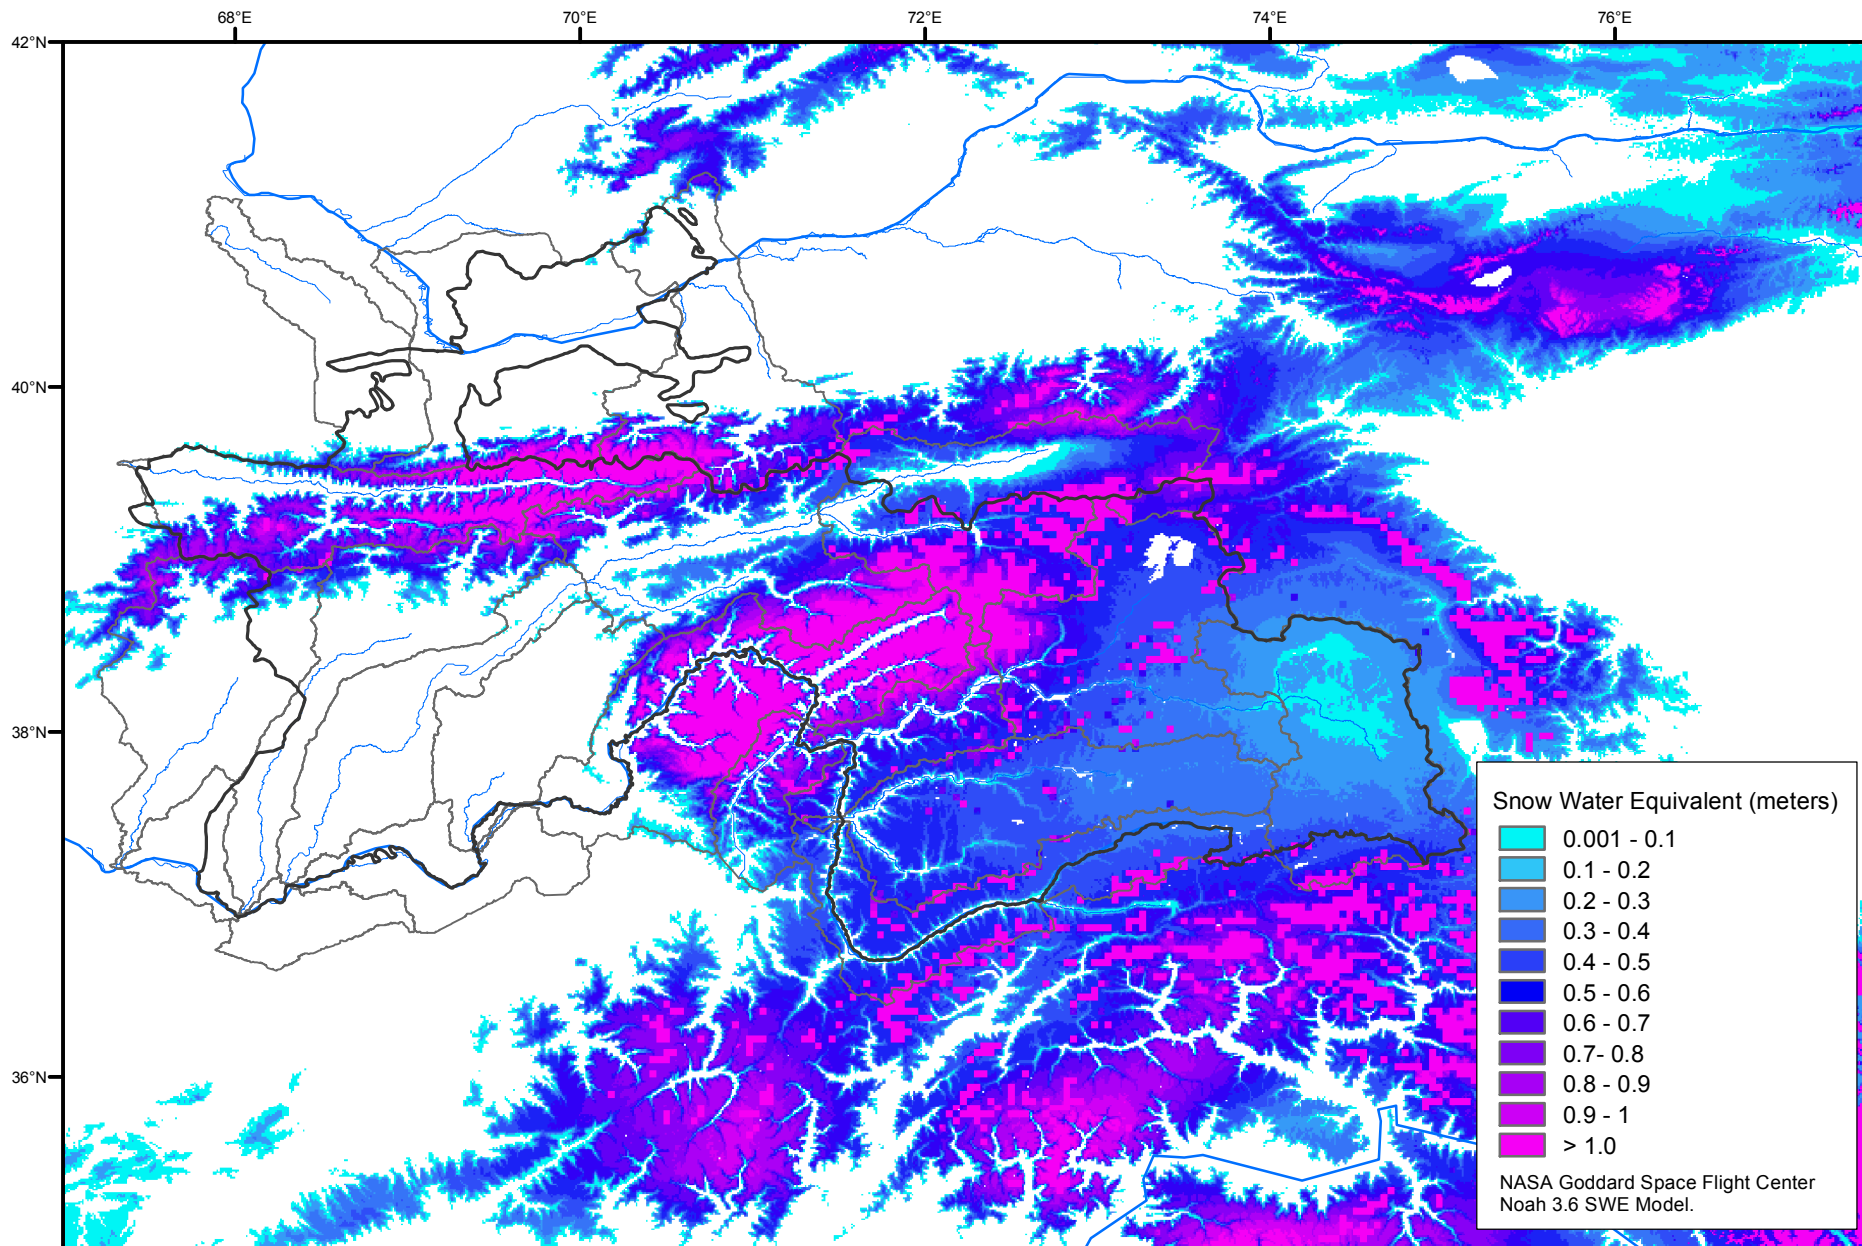 68°E 70°E 72°E 74°E 76°E
42°N
40°N
38°N
36°N
Snow Water Equivalent (meters)
0.001 - 0.1
0.1 - 0.2
0.2 - 0.3
0.3 - 0.4
0.4 - 0.5
0.5 - 0.6
0.6 - 0.7
0.7- 0.8
0.8 - 0.9
0.9 - 1
> 1.0
NASA Goddard Space Flight Center
Noah 3.6 SWE Model.